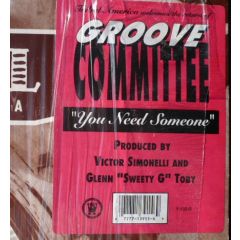 GROOVE
COMMITTEE
"You Need Someone"
PRODUCED BY
VICTOR SIMONELLI AND
GLENN "SWEETY G" TOBY
A